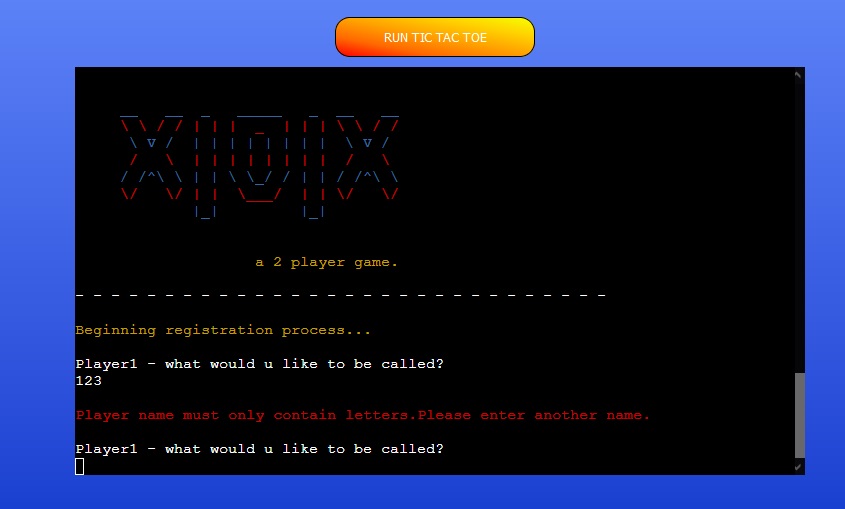 RUN TIC TAC TOE
X|O|X
a 2 player game.
- - - - - - - - - - - - - - - - - - - - - - - - - - - - - -
Beginning registration process...
Player1 - what would u like to be called?
123
Player name must only contain letters.Please enter another name.
Player1 - what would u like to be called?